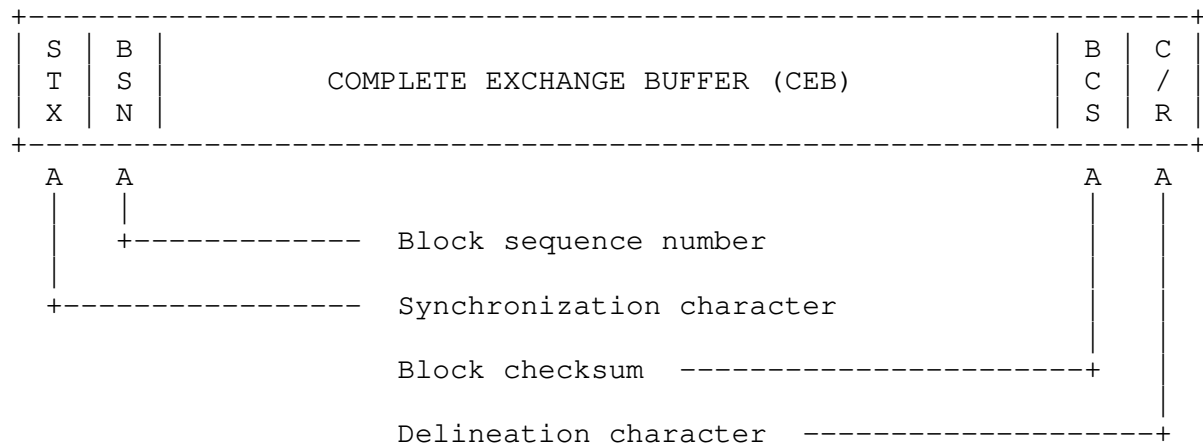 S B B C
T S COMPLETE EXCHANGE BUFFER (CEB) C /
X N S R
A A A A
Block sequence number
Synchronization character
Block checksum
Delineation character